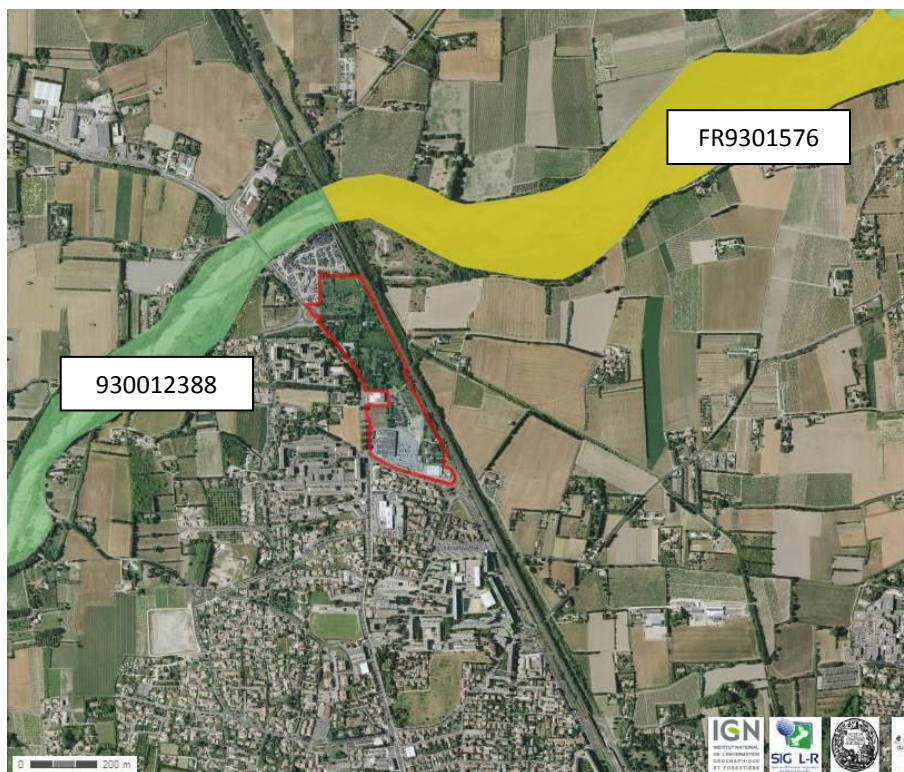 FR9301576
930012388
IGN
INSTITUT NATIONAL
DE L'INFORMATION
GÉOGRAPHIQUE
ET FORESTIÈRE
SIG L-R
0 200 m